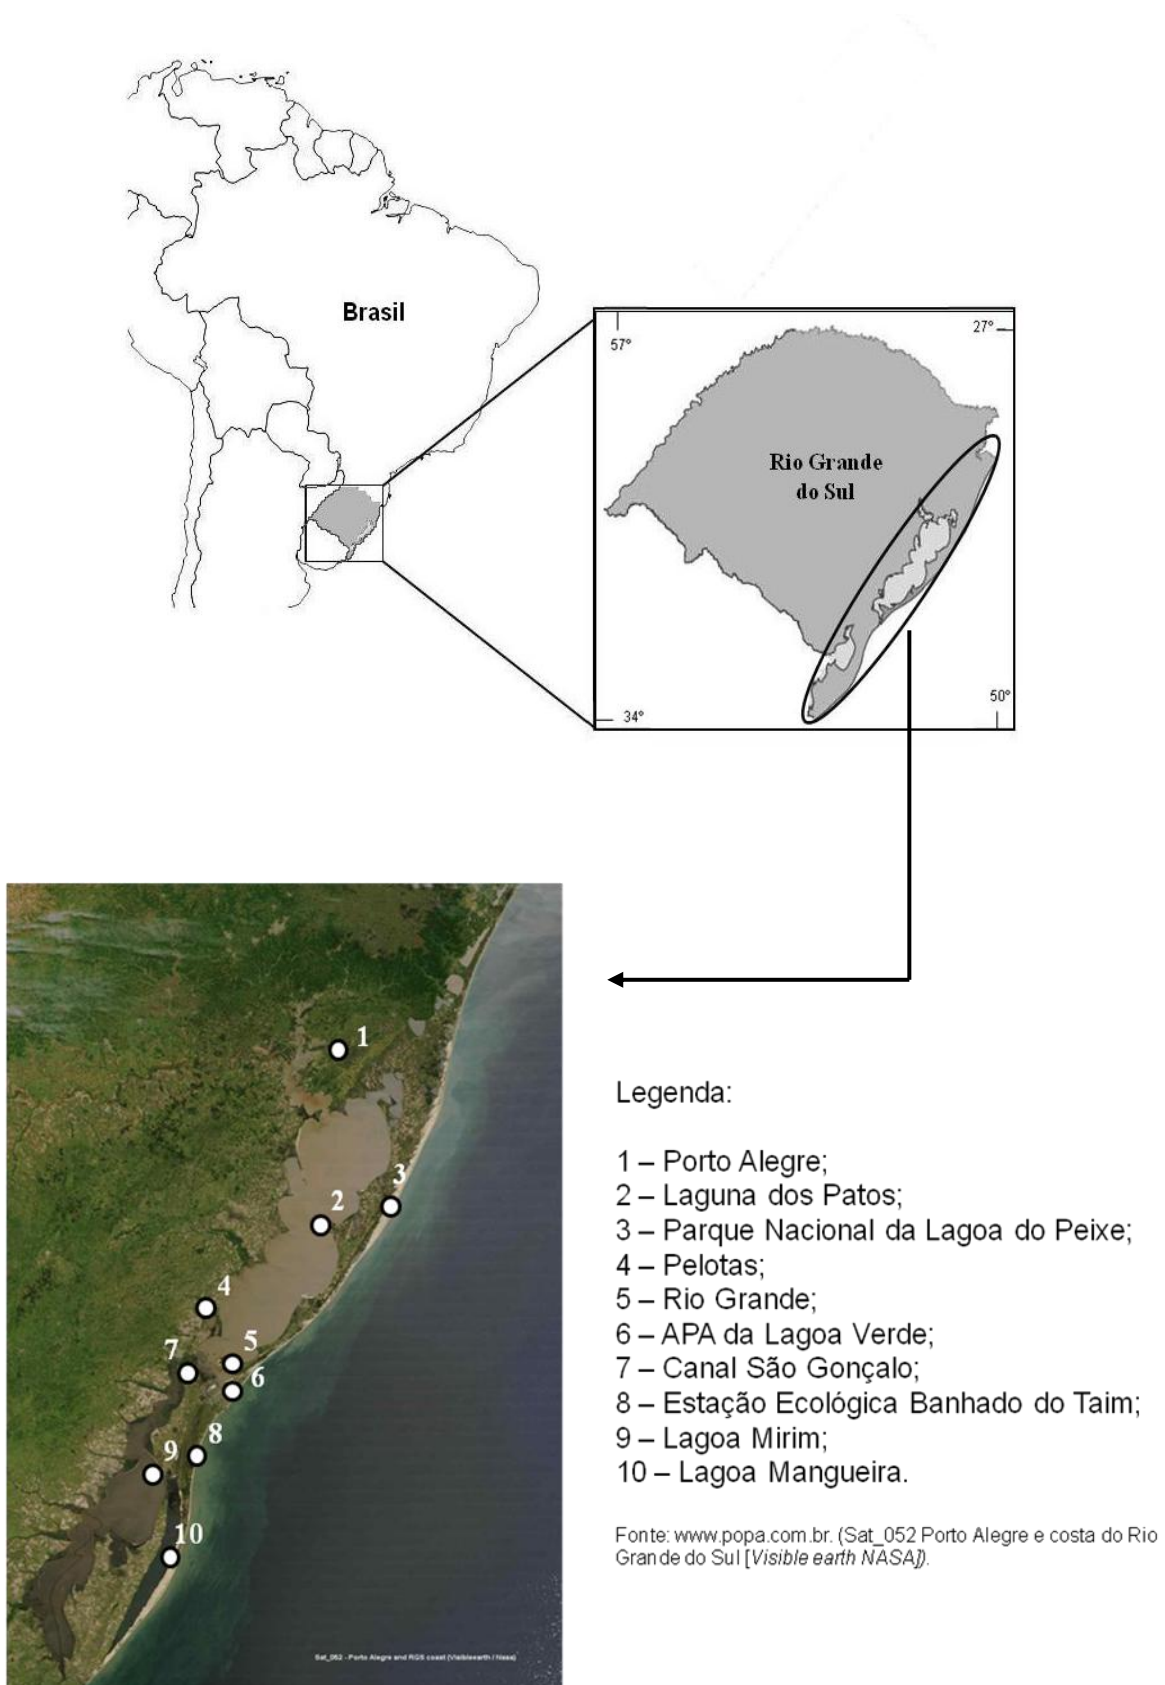 Brasil
57°
27°
Rio Grande
do Sul
50°
34°
1
2
3
4
5
6
7
8
9
10
Sat_052 - Porto Alegre and RGS coast (Visibleearth / Nasa)
Legenda:
1 – Porto Alegre;
2 – Laguna dos Patos;
3 – Parque Nacional da Lagoa do Peixe;
4 – Pelotas;
5 – Rio Grande;
6 – APA da Lagoa Verde;
7 – Canal São Gonçalo;
8 – Estação Ecológica Banhado do Taim;
9 – Lagoa Mirim;
10 – Lagoa Mangueira.
Fonte: www.popa.com.br. (Sat_052 Porto Alegre e costa do Rio
Grande do Sul [Visible earth NASA]).